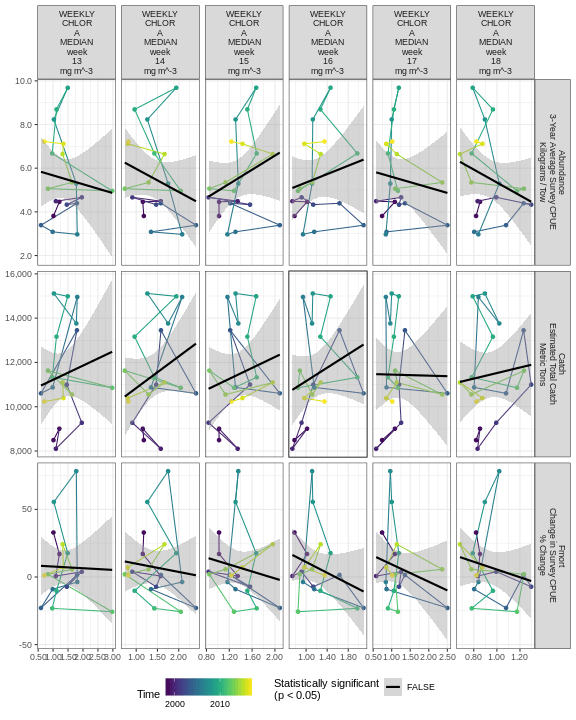 WEEKLY CHLOR A MEDIAN week 13 mg m^-3
WEEKLY CHLOR A MEDIAN week 14 mg m^-3
WEEKLY CHLOR A MEDIAN week 15 mg m^-3
WEEKLY CHLOR A MEDIAN week 16 mg m^-3
WEEKLY CHLOR A MEDIAN week 17 mg m^-3
WEEKLY CHLOR A MEDIAN week 18 mg m^-3
10.0
8.0
6.0
4.0
2.0
Abundance
3-Year Average Survey CPUE
Kilograms / Tow
16,000
14,000
12,000
10,000
8,000
Catch
Estimated Total Catch
Metric Tons
50
0
-50
Fmort
Change in Survey CPUE
% Change
0.50 1.00 1.50 2.00 2.50 3.00
1.00 1.50 2.00
0.80 1.20 1.60 2.00
1.00 1.40 1.80
0.50 1.00 1.50 2.00 2.50
0.80 1.00 1.20
Time
2000 2010
Statistically significant
(p < 0.05)
FALSE